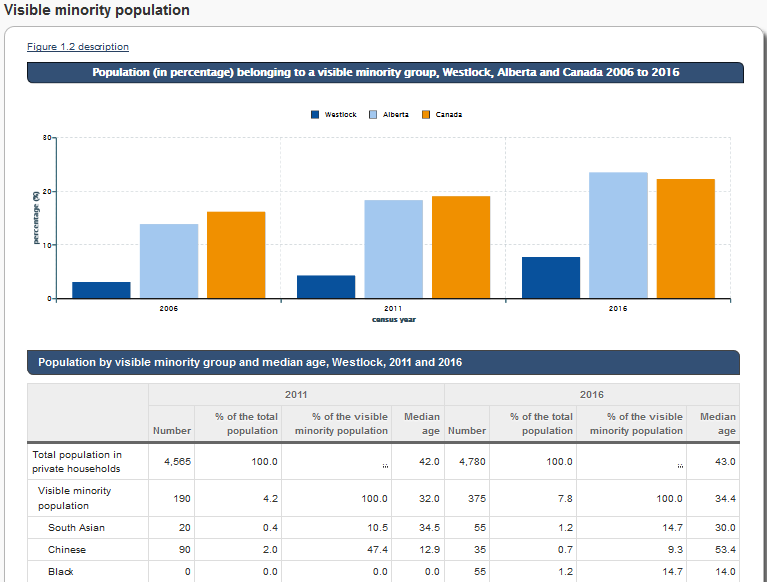 Visible minority population
Figure 1.2 description
Population (in percentage) belonging to a visible minority group, Westlock, Alberta and Canada 2006 to 2016
Westlock Alberta Canada
30
20
10
0
percentage (%)
2006 2011 2016
census year
Population by visible minority group and median age, Westlock, 2011 and 2016
2011 2016
Number % of the total population % of the visible minority population Median age Number % of the total population % of the visible minority population Median age
Total population in private households 4,565 100.0 ... 42.0 4,780 100.0 ... 43.0
Visible minority population 190 4.2 100.0 32.0 375 7.8 100.0 34.4
South Asian 20 0.4 10.5 34.5 55 1.2 14.7 30.0
Chinese 90 2.0 47.4 12.9 35 0.7 9.3 53.4
Black 0 0.0 0.0 0.0 55 1.2 14.7 14.0